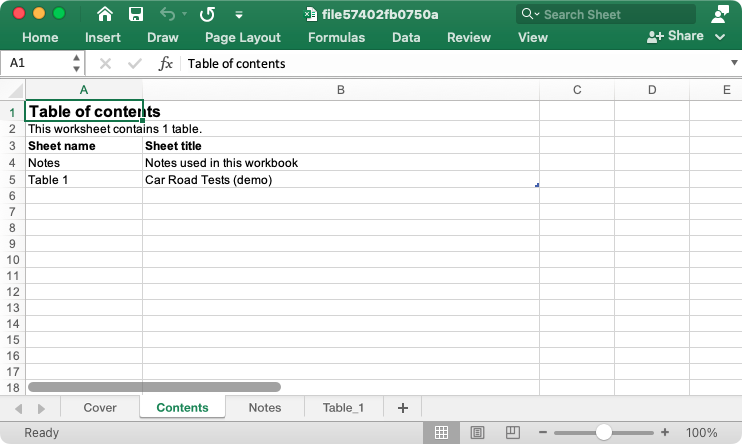 file57402fb0750a
Search Sheet
Home Insert Draw Page Layout Formulas Data Review View Share
A1 fx Table of contents
A B C D E
1 Table of contents
2 This worksheet contains 1 table.
3 Sheet name Sheet title
4 Notes Notes used in this workbook
5 Table 1 Car Road Tests (demo)
6
7
8
9
10
11
12
13
14
15
16
17
18
Cover Contents Notes Table_1 +
Ready 100%